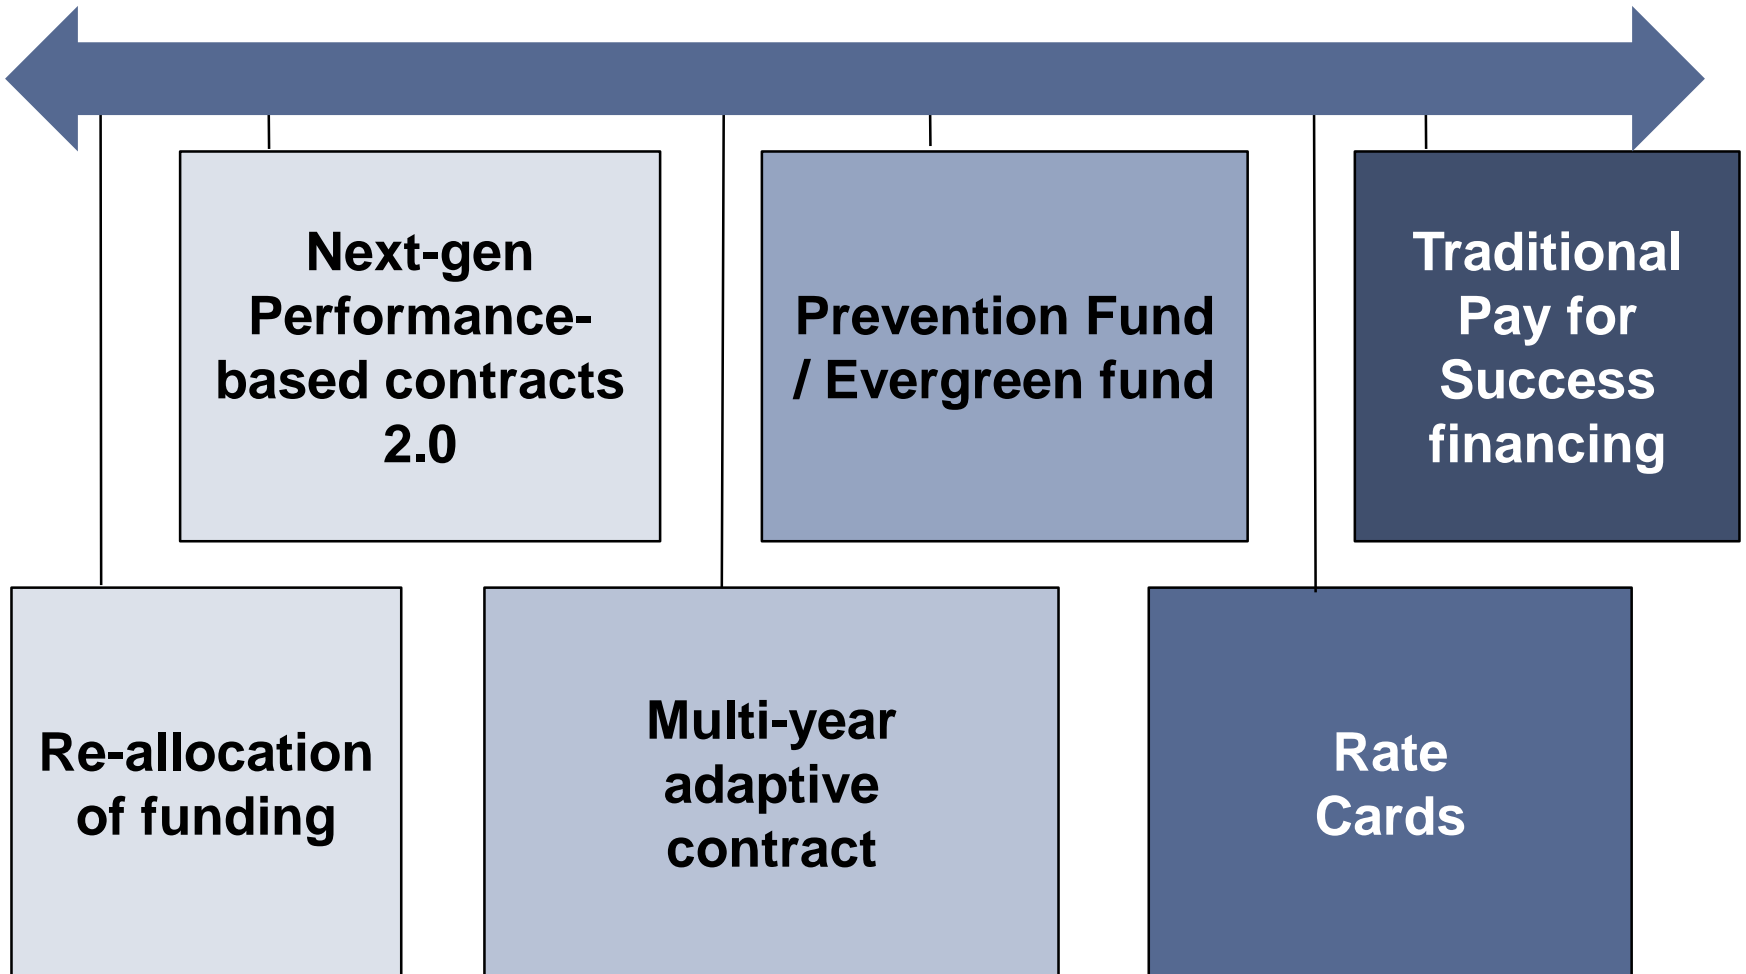 Next-gen
Performance-
based contracts
2.0
Prevention Fund
/ Evergreen fund
Traditional
Pay for
Success
financing
Re-allocation
of funding
Multi-year
adaptive
contract
Rate
Cards